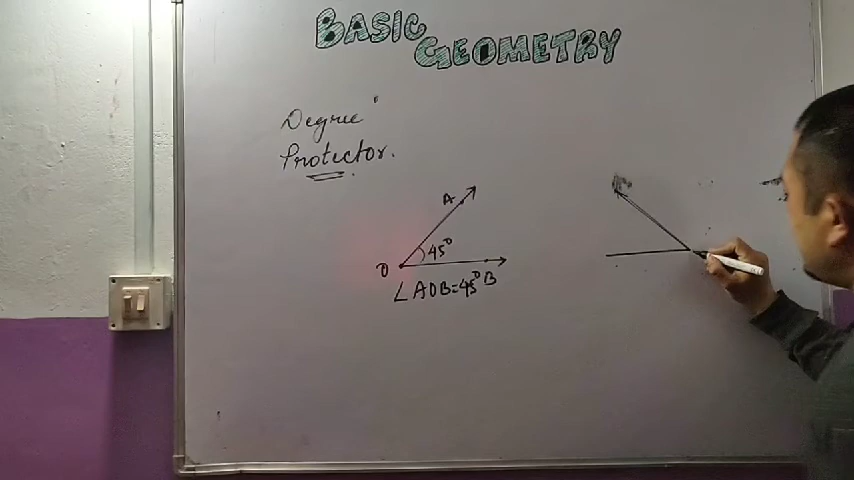 BASIC
GEOMETRY
Degree °
Protector.
A
45°
O
B
∠AOB=45°